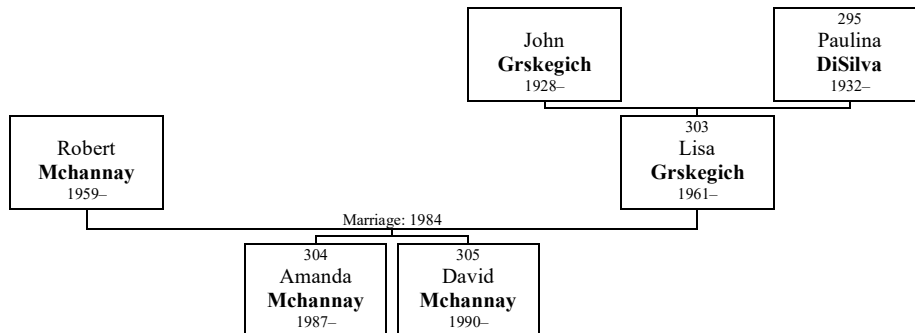 John
Grskegich
1928–
295
Paulina
DiSilva
1932–
Robert
Mchannay
1959–
303
Lisa
Grskegich
1961–
Marriage: 1984
304
Amanda
Mchannay
1987–
305
David
Mchannay
1990–